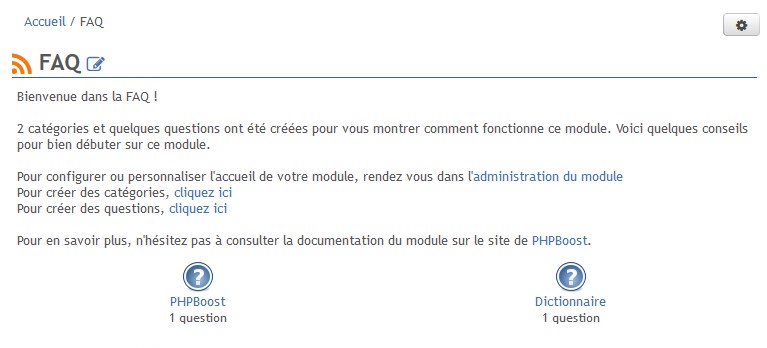 Accueil / FAQ
FAQ
Bienvenue dans la FAQ !
2 catégories et quelques questions ont été créées pour vous montrer comment fonctionne ce module. Voici quelques conseils
pour bien débuter sur ce module.
Pour configurer ou personnaliser l'accueil de votre module, rendez vous dans l'administration du module
Pour créer des catégories, cliquez ici
Pour créer des questions, cliquez ici
Pour en savoir plus, n'hésitez pas à consulter la documentation du module sur le site de PHPBoost.
? ?
PHPBoost Dictionnaire
1 question 1 question